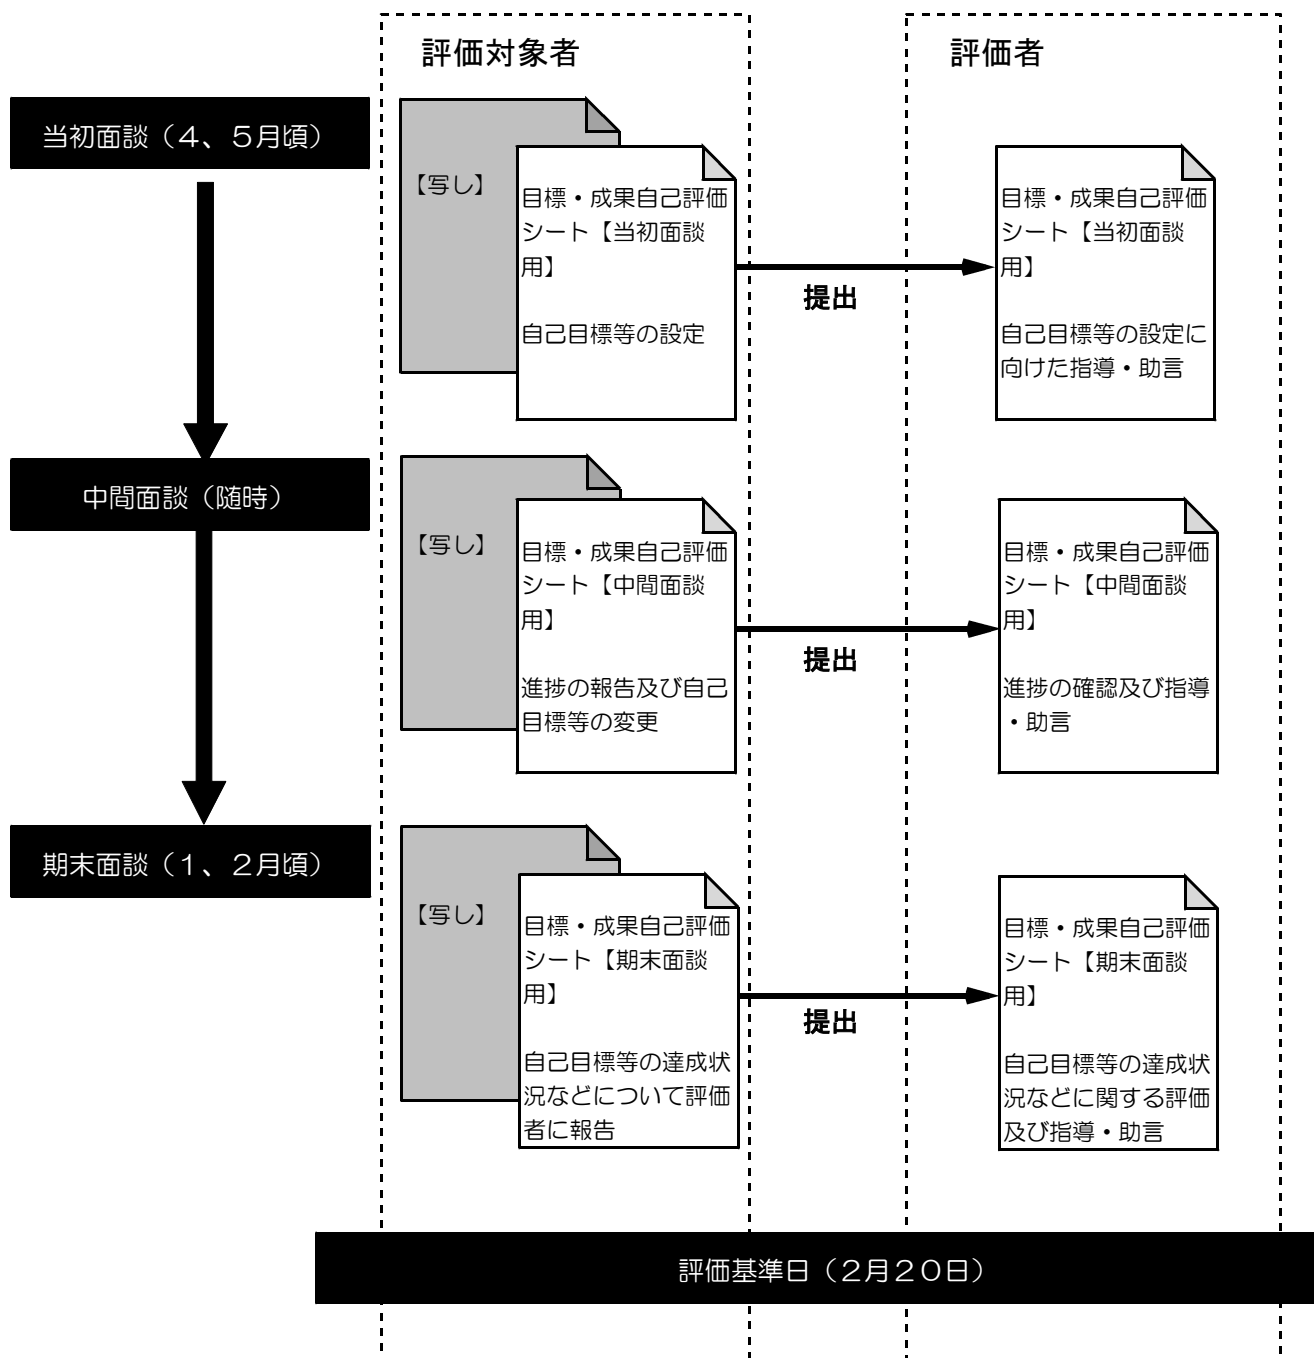 評価対象者
評価者
当初面談（４、５月頃）
【写し】
目標・成果自己評価
シート【当初面談
用】
自己目標等の設定
提出
目標・成果自己評価
シート【当初面談
用】
自己目標等の設定に
向けた指導・助言
中間面談（随時）
【写し】
目標・成果自己評価
シート【中間面談
用】
進捗の報告及び自己
目標等の変更
提出
目標・成果自己評価
シート【中間面談
用】
進捗の確認及び指導
・助言
期末面談（１、２月頃）
【写し】
目標・成果自己評価
シート【期末面談
用】
自己目標等の達成状
況などについて評価
者に報告
提出
目標・成果自己評価
シート【期末面談
用】
自己目標等の達成状
況などに関する評価
及び指導・助言
評価基準日（２月２０日）